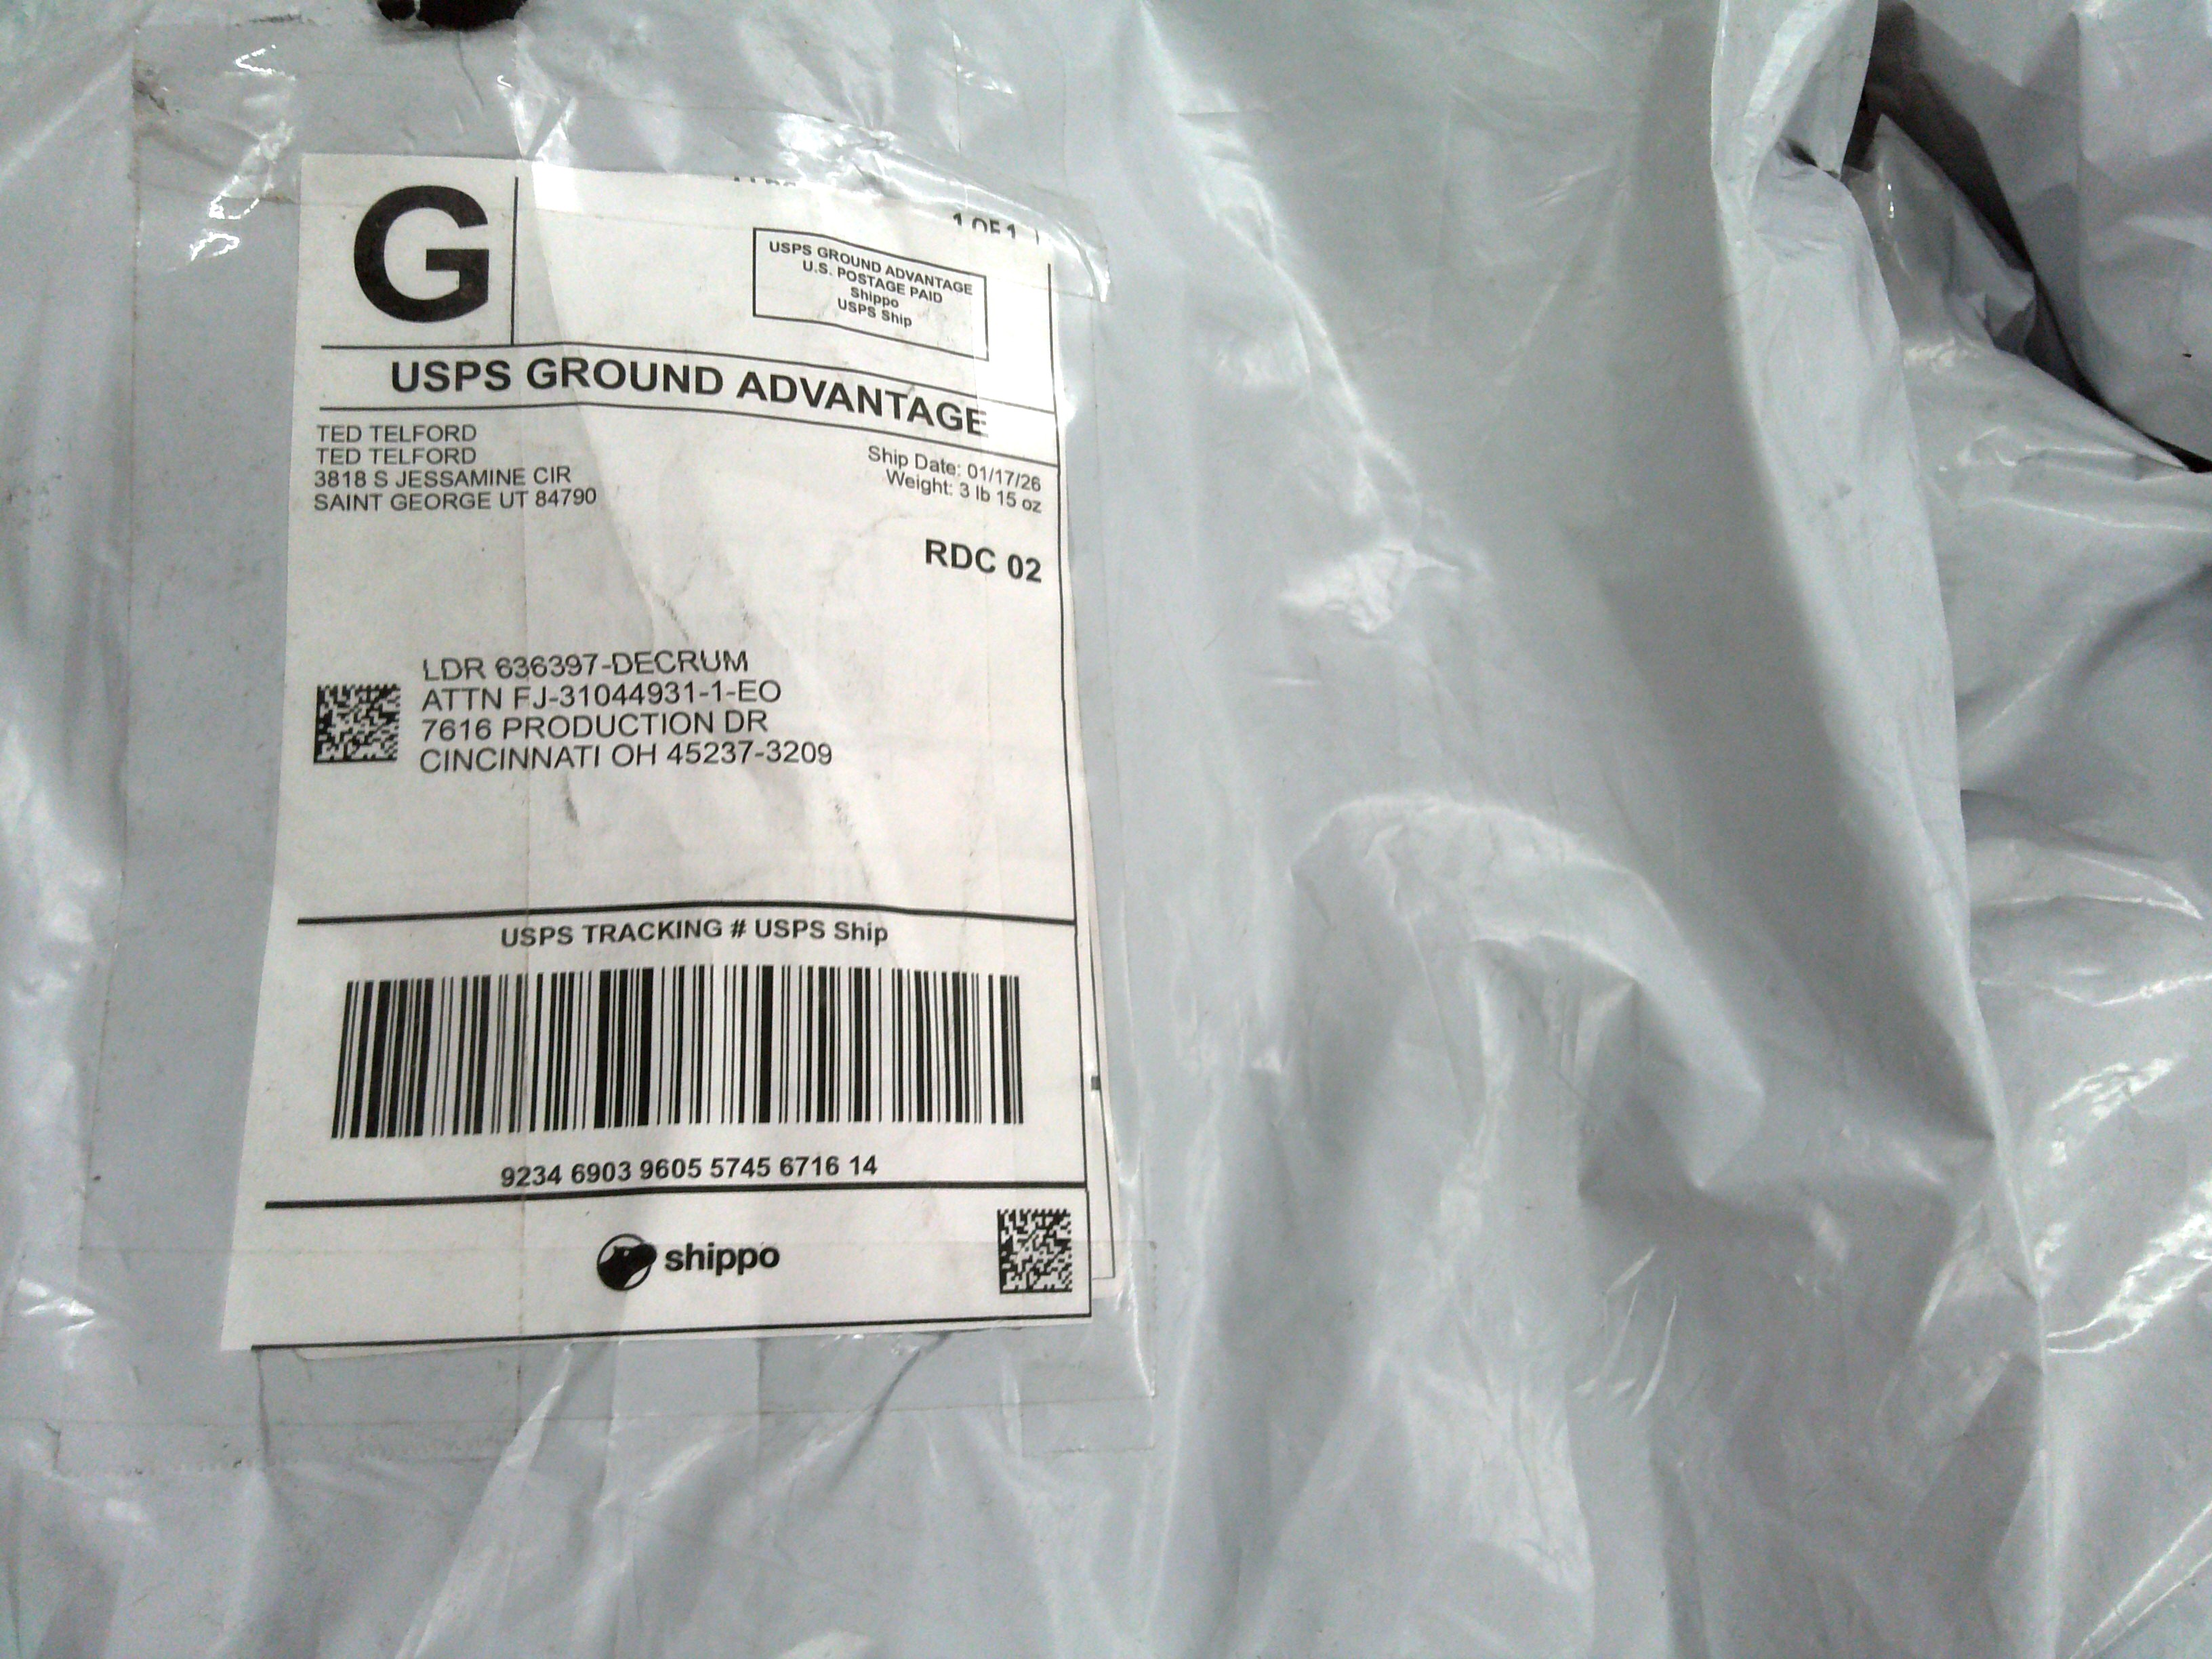 G
1 OF 1
USPS GROUND ADVANTAGE
U.S. POSTAGE PAID
Shippo
USPS Ship
USPS GROUND ADVANTAGE
TED TELFORD
TED TELFORD
3818 S JESSAMINE CIR
SAINT GEORGE UT 84790
Ship Date: 01/17/26
Weight: 3 lb 15 oz
RDC 02
LDR 636397-DECRUM
ATTN FJ-31044931-1-EO
7616 PRODUCTION DR
CINCINNATI OH 45237-3209
USPS TRACKING # USPS Ship
9234 6903 9605 5745 6716 14
shippo